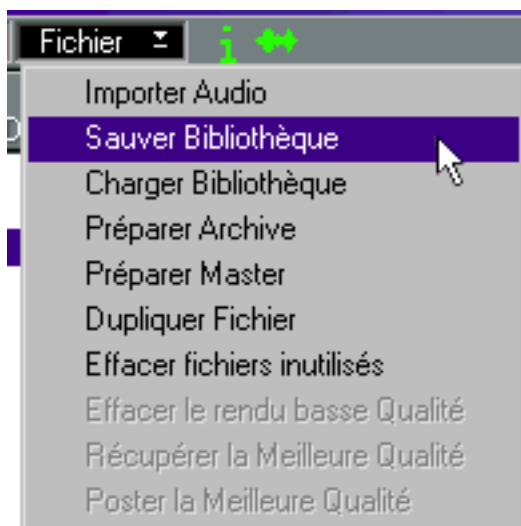 Fichier
Importer Audio
Sauver Bibliothèque
Charger Bibliothèque
Préparer Archive
Préparer Master
Dupliquer Fichier
Effacer fichiers inutilisés
Effacer le rendu basse Qualité
Récupérer la Meilleure Qualité
Poster la Meilleure Qualité